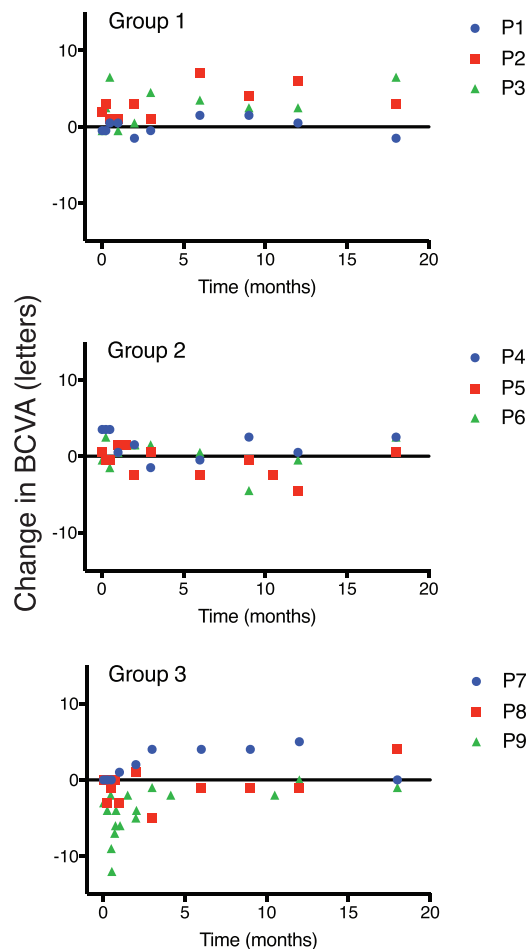 Group 1
P1
P2
P3
10
0
-10
0 5 10 15 20
Time (months)
Change in BCVA (letters)
Group 2
P4
P5
P6
10
0
-10
0 5 10 15 20
Time (months)
Group 3
P7
P8
P9
10
0
-10
0 5 10 15 20
Time (months)